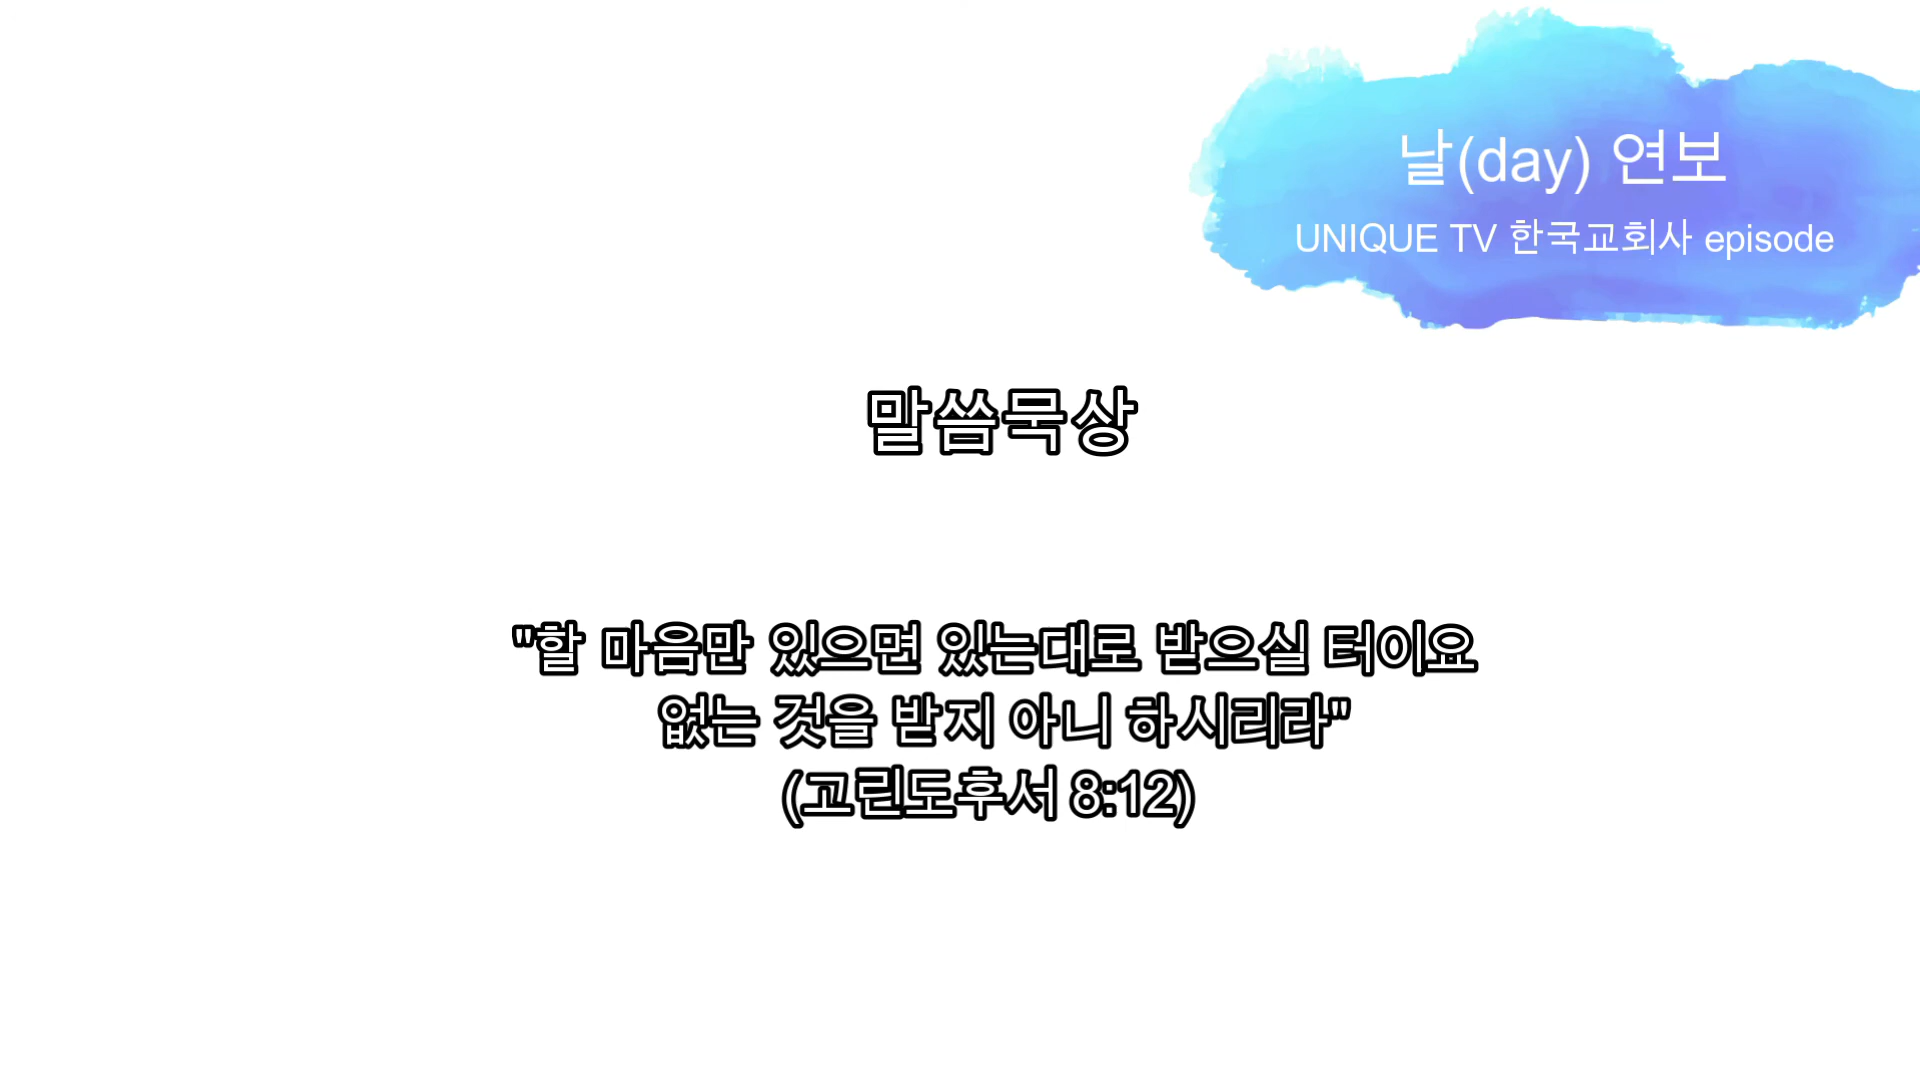 날(day) 연보
UNIQUE TV 한국교회사 episode
말씀묵상
"할 마음만 있으면 있는대로 받으실 터이요
없는 것을 받지 아니 하시리라"
(고린도후서 8:12)